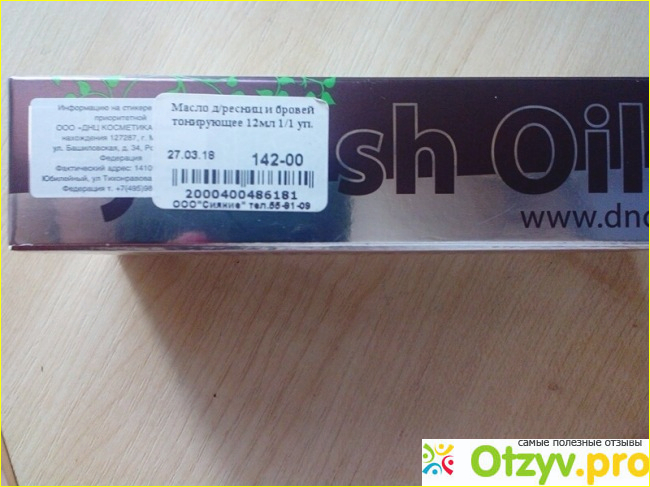 Информацию на стикере
приоритетной
ООО «ДНЦ КОСМЕТИКА
нахождения 127287, г.
ул. Башиловская, д. 34,
Федерация
Фактический адрес: 1410
Юбилейный, ул Тихонравова
Федерация т. +7(495)98
Масло д/ресниц и бровей
тонирующее 12мл 1/1 уп.
27.03.18 142-00
2000400486181
ООО"Сияние" тел.55-81-09
sh Oil
www.dnc
самые полезные отзывы
Otzyv.pro